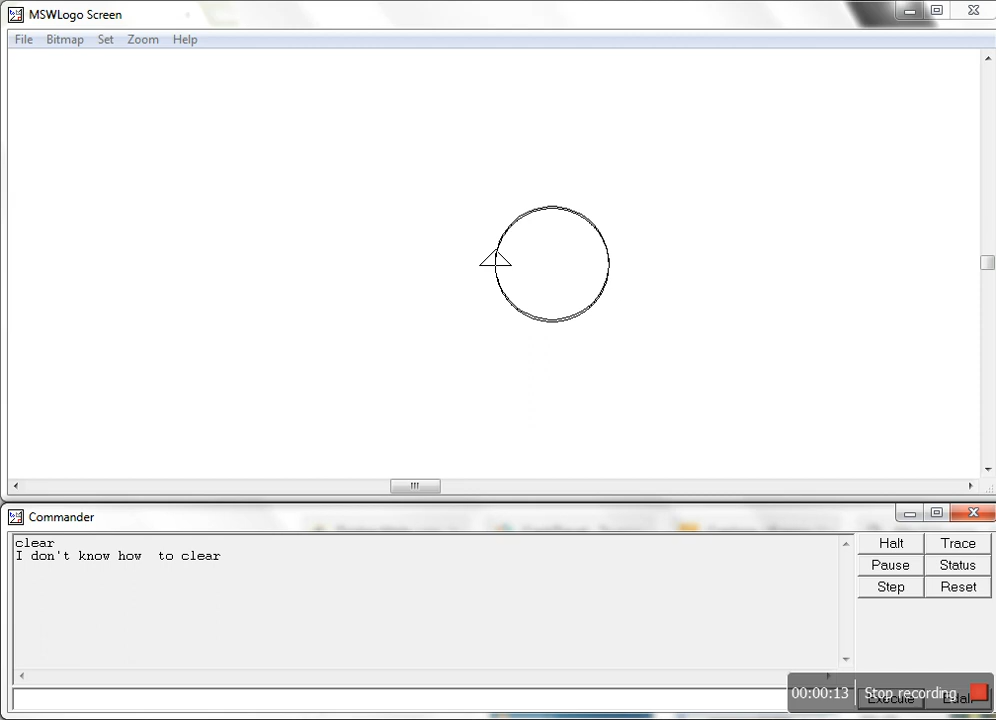 MSWLogo Screen
File Bitmap Set Zoom Help
Commander
clear
I don't know how  to clear
Halt Trace
Pause Status
Step Reset
00:00:13 Stop recording
Execute